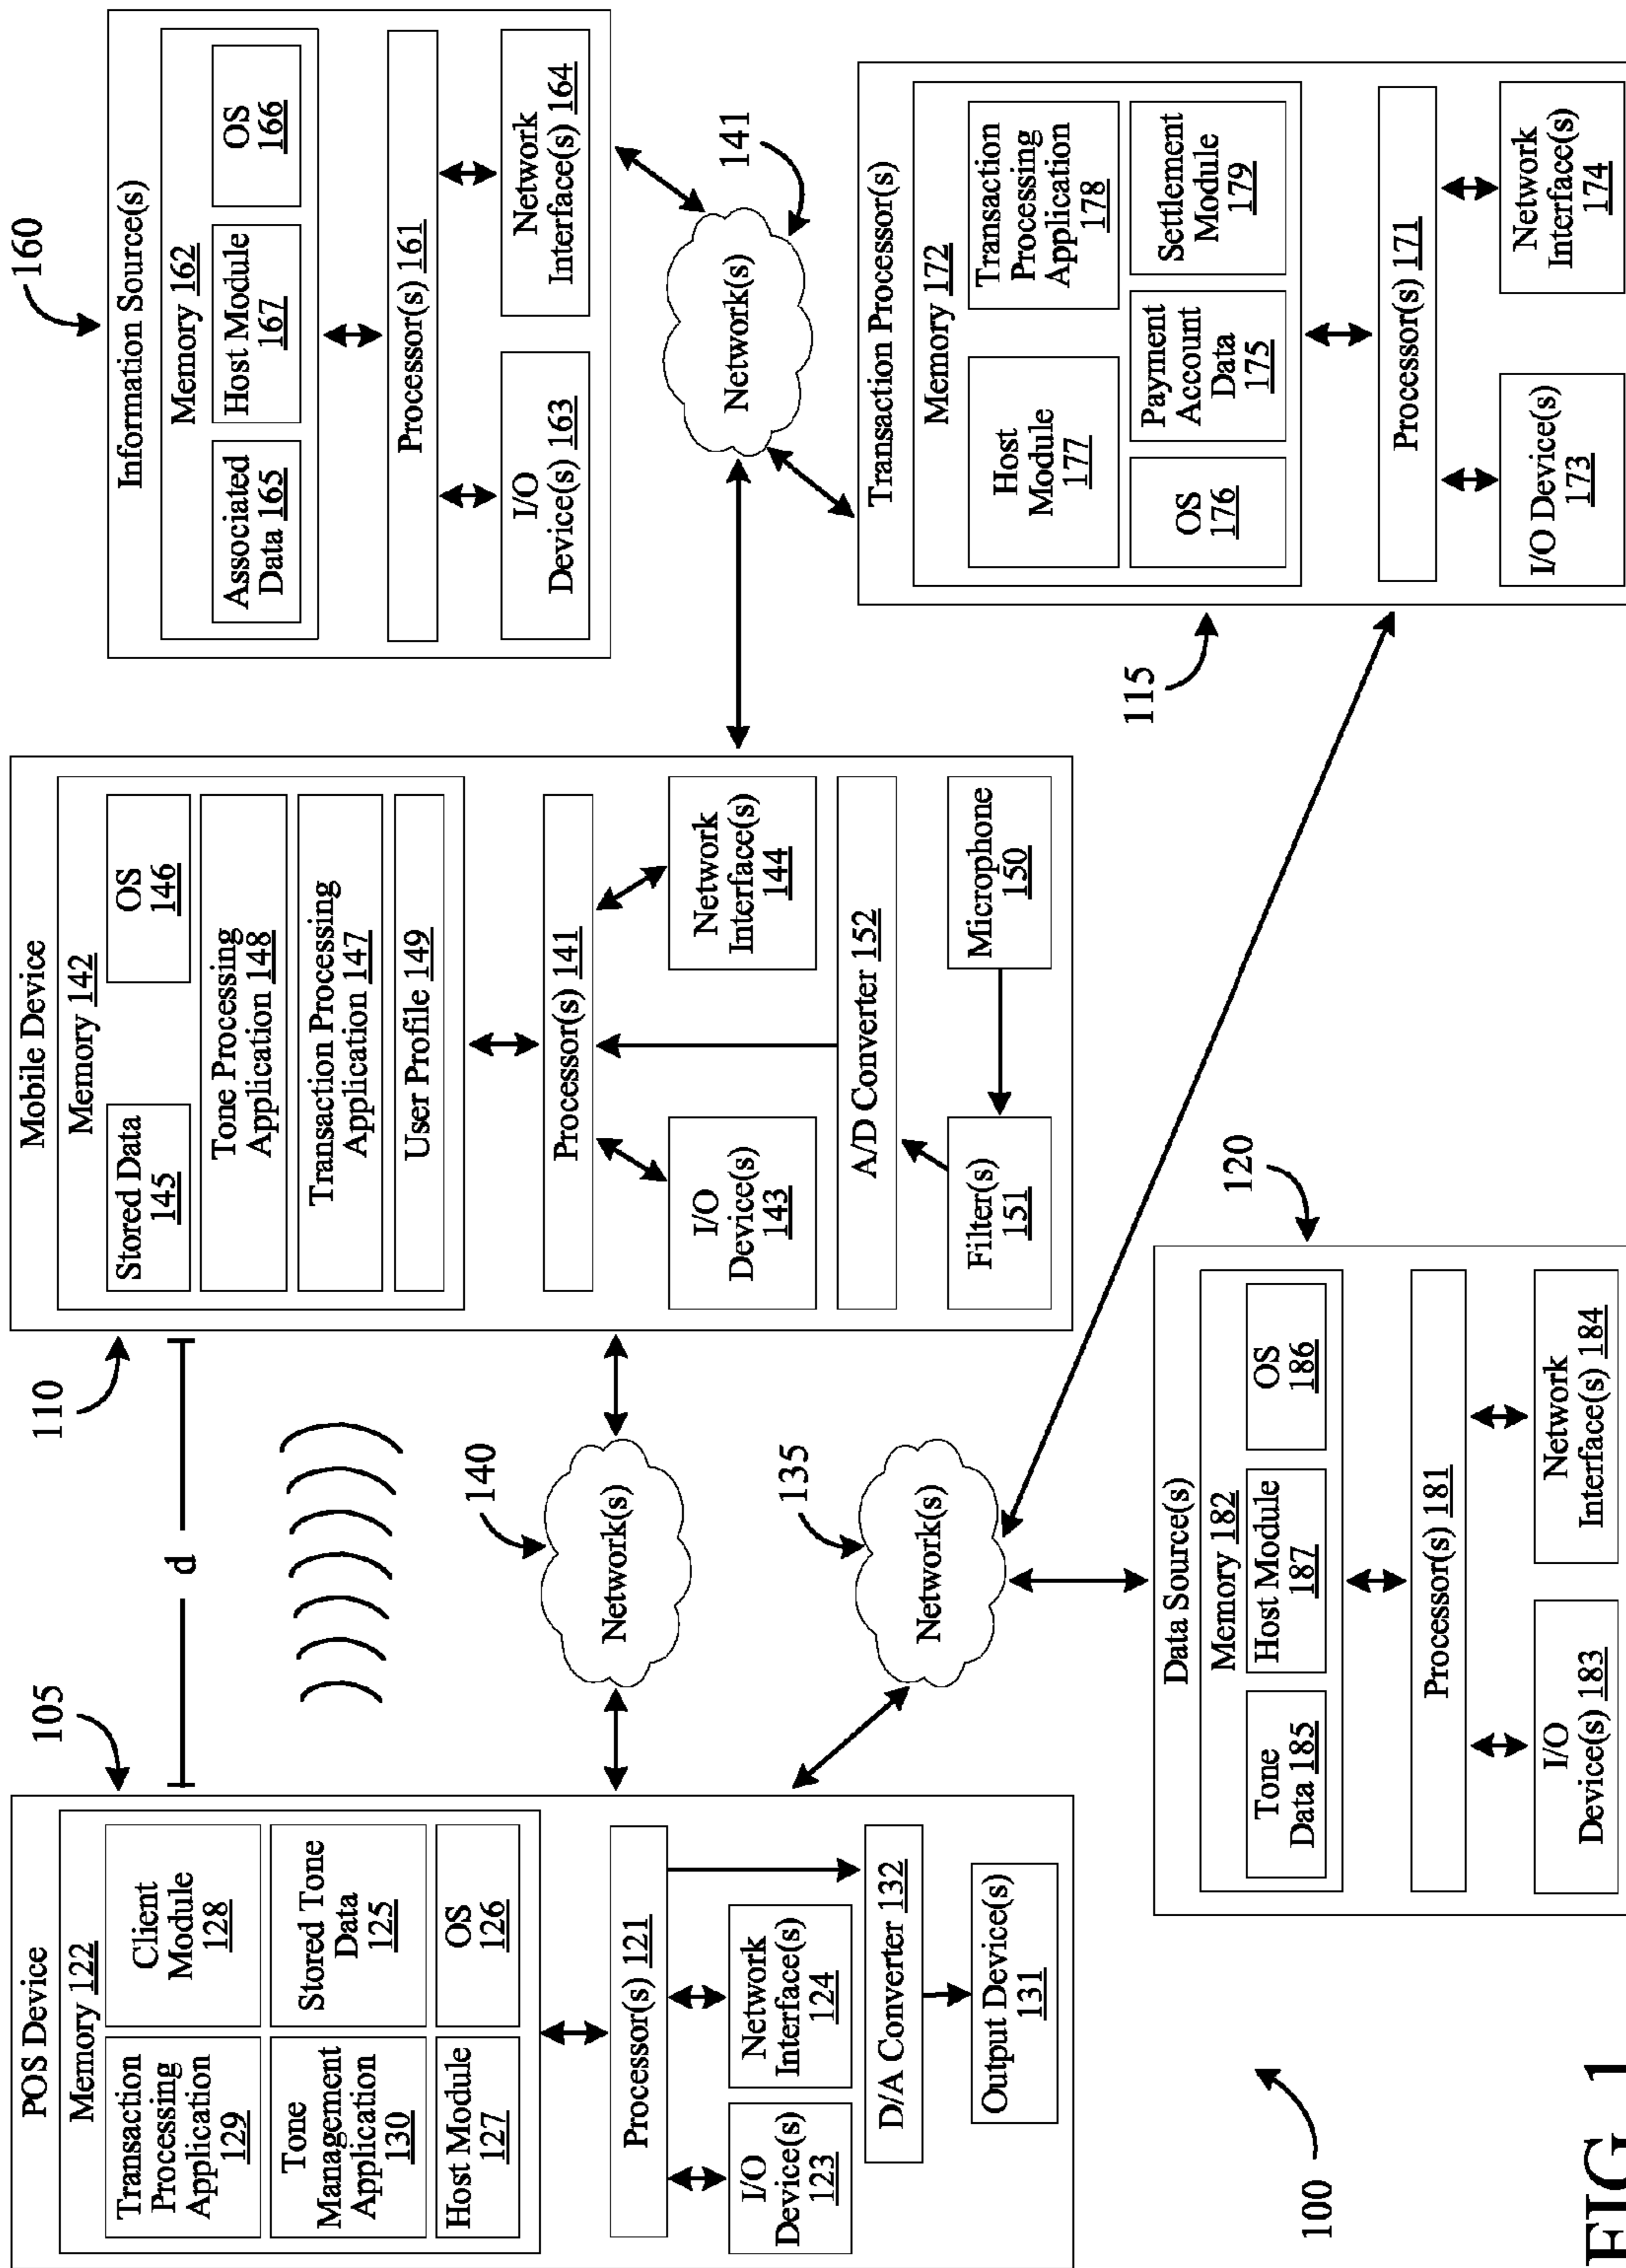 POS Device
Memory 122
Transaction
Processing
Application
129
Client
Module
128
Tone
Management
Application
130
Stored Tone
Data
125
Host Module
127
OS
126
Processor(s) 121
I/O
Device(s)
123
Network
Interface(s)
124
D/A Converter 132
Output Device(s)
131
105
d
110
Mobile Device
Memory 142
Stored Data
145
OS
146
Tone Processing
Application 148
Transaction Processing
Application 147
User Profile 149
Processor(s) 141
I/O
Device(s)
143
Network
Interface(s)
144
A/D Converter 152
Filter(s)
151
Microphone
150
140
Network(s)
135
Network(s)
160
Information Source(s)
Memory 162
Associated
Data 165
Host Module
167
OS
166
Processor(s) 161
I/O
Device(s) 163
Network
Interface(s) 164
Network(s)
141
Transaction Processor(s)
Memory 172
Host
Module
177
Transaction
Processing
Application
178
OS
176
Payment
Account
Data
175
Settlement
Module
179
Processor(s) 171
I/O Device(s)
173
Network
Interface(s)
174
115
120
Data Source(s)
Memory 182
Tone
Data 185
Host Module
187
OS
186
Processor(s) 181
I/O
Device(s) 183
Network
Interface(s) 184
100
FIG. 1